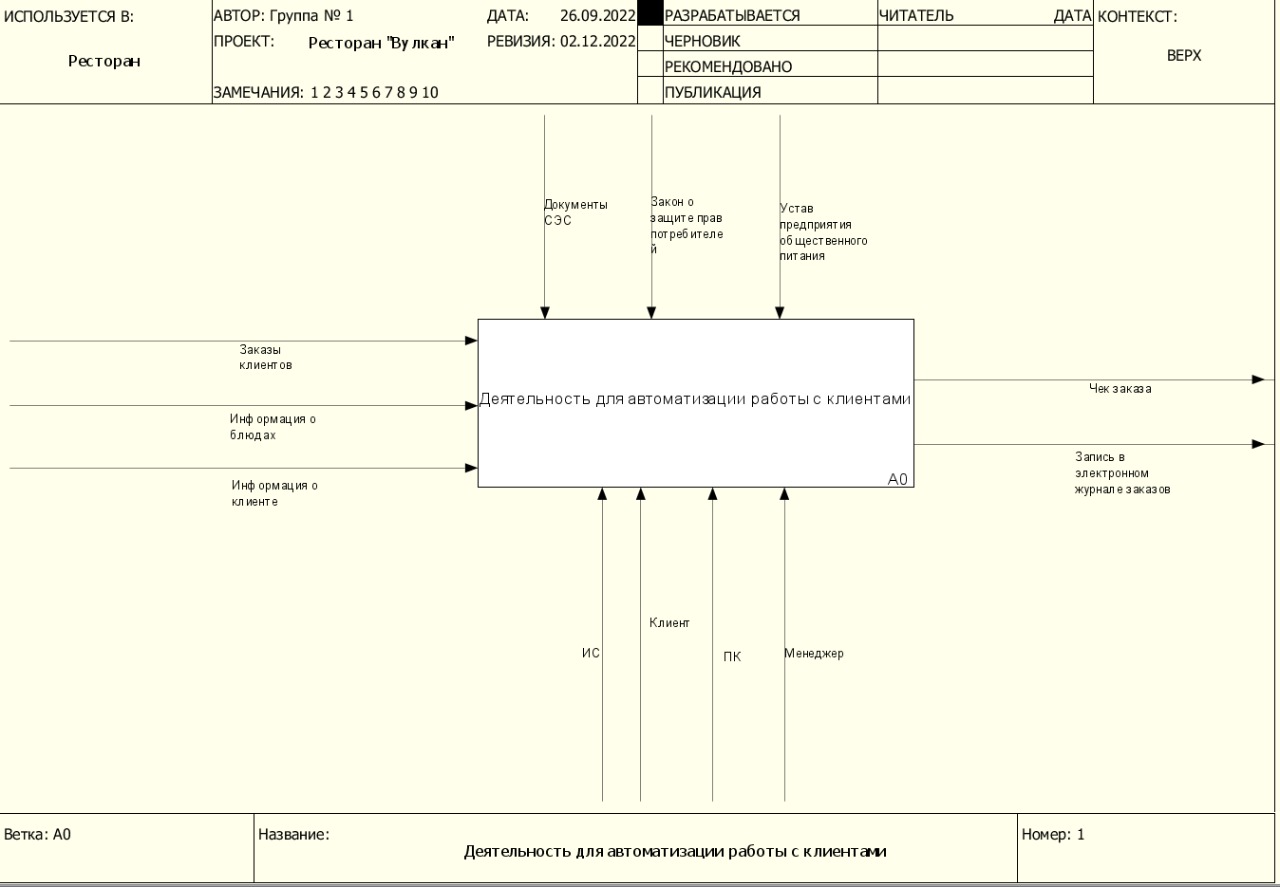 ИСПОЛЬЗУЕТСЯ В:
Ресторан
АВТОР: Группа № 1
ДАТА: 26.09.2022
ПРОЕКТ: Ресторан "Вулкан"
РЕВИЗИЯ: 02.12.2022
ЗАМЕЧАНИЯ: 1 2 3 4 5 6 7 8 9 10
РАЗРАБАТЫВАЕТСЯ
ЧЕРНОВИК
РЕКОМЕНДОВАНО
ПУБЛИКАЦИЯ
ЧИТАТЕЛЬ ДАТА
КОНТЕКСТ:
ВЕРХ
Документы
СЭС
Закон о
защите прав
потребителе
й
Устав
предприятия
общественного
питания
Заказы
клиентов
Информация о
блюдах
Информация о
клиенте
Деятельность для автоматизации работы с клиентами
A0
Чек заказа
Запись в
электронном
журнале заказов
ИС
Клиент
ПК
Менеджер
Ветка: A0
Название:
Деятельность для автоматизации работы с клиентами
Номер: 1